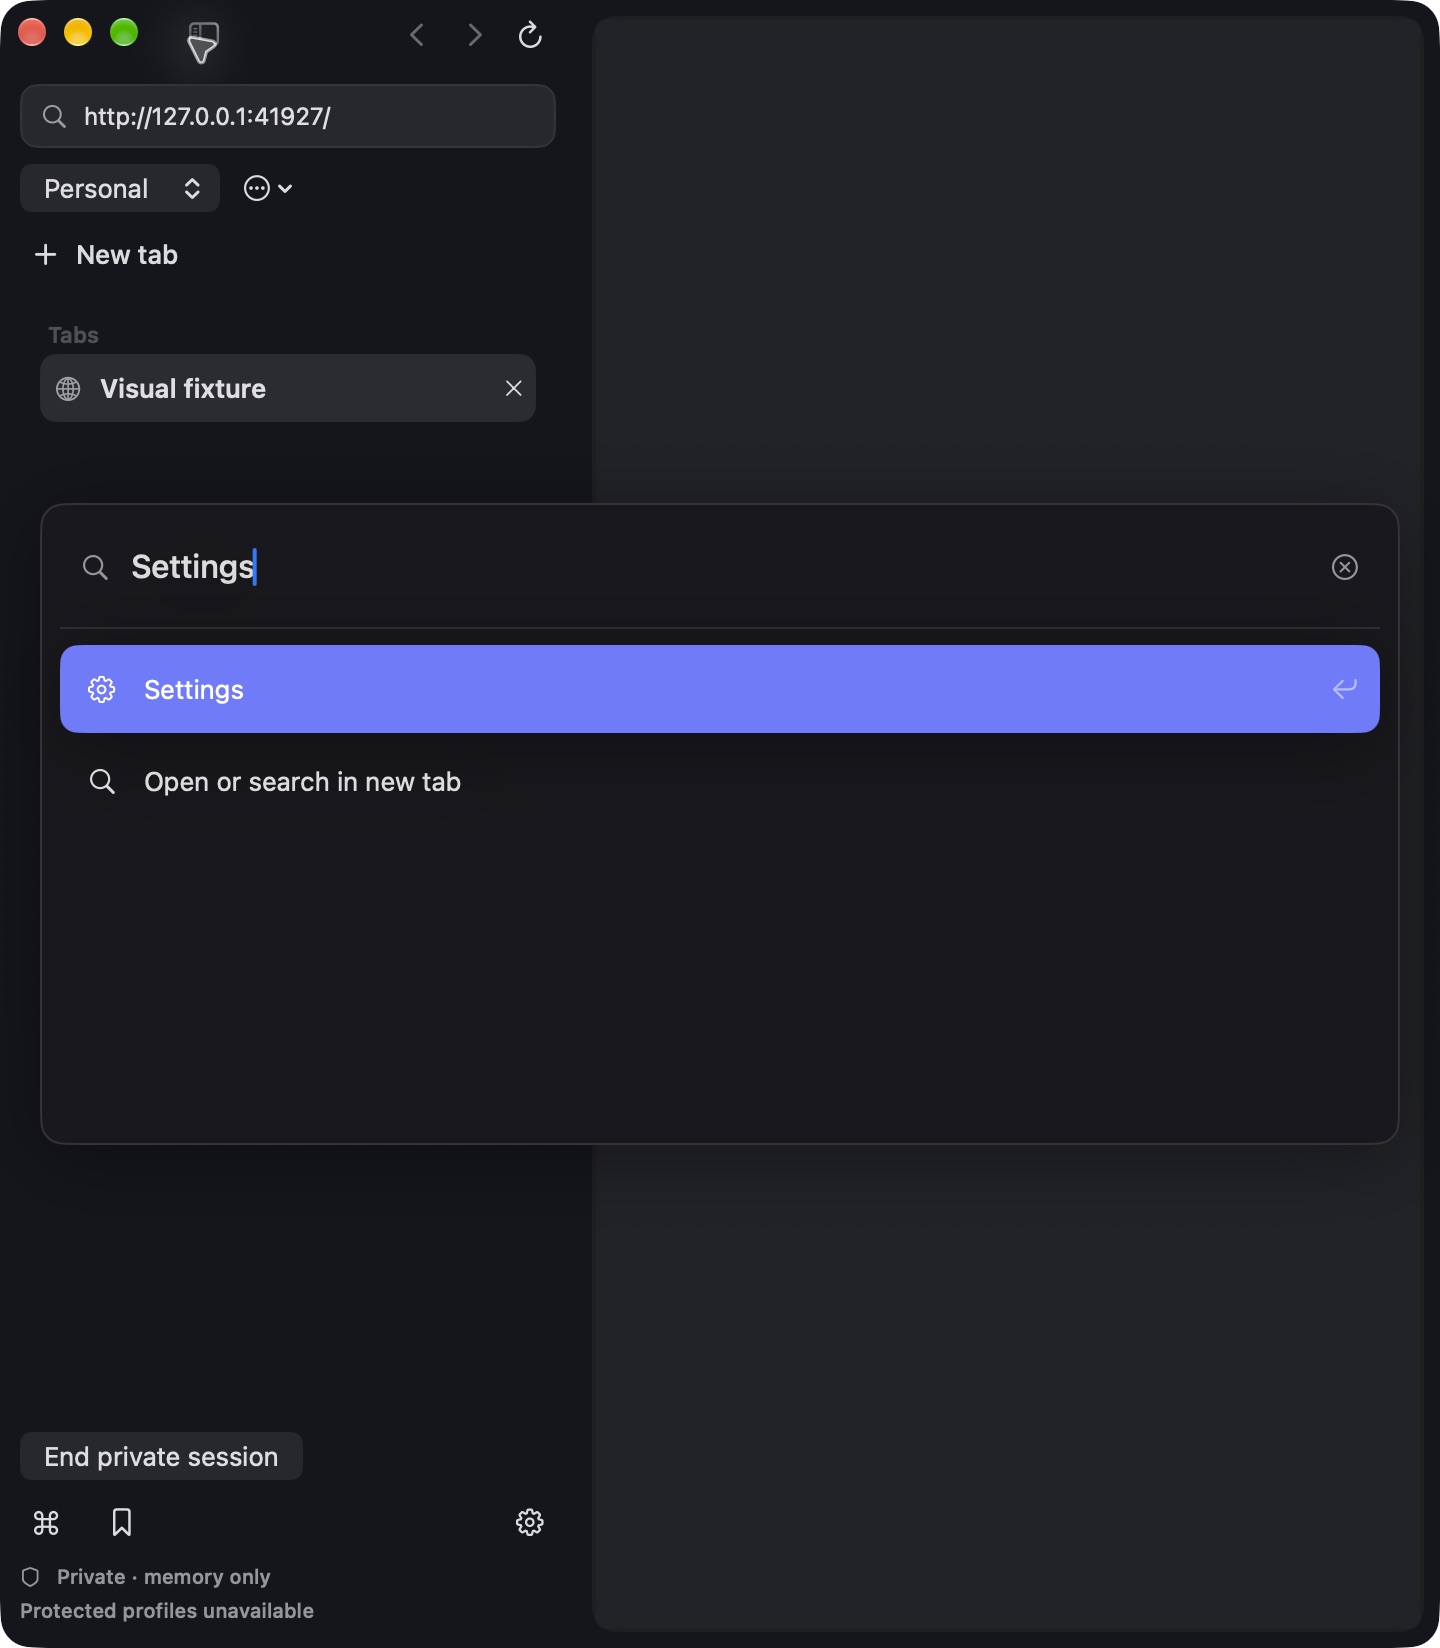 http://127.0.0.1:41927/
Personal
New tab
Tabs
Visual fixture
Settings
Settings
Open or search in new tab
End private session
Private · memory only
Protected profiles unavailable